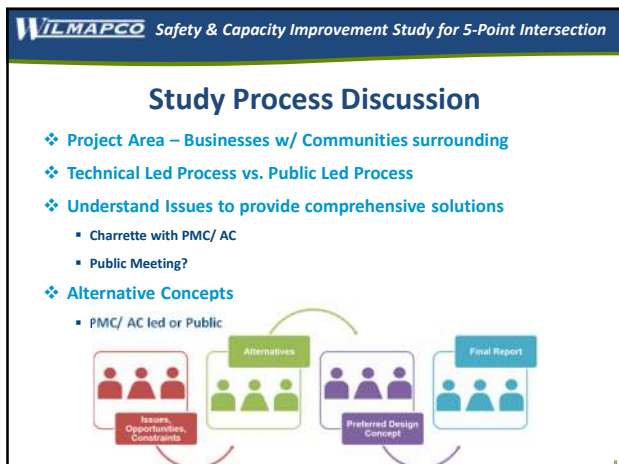 WILMAPCO Safety & Capacity Improvement Study for 5-Point Intersection
Study Process Discussion
❖ Project Area – Businesses w/ Communities surrounding
❖ Technical Led Process vs. Public Led Process
❖ Understand Issues to provide comprehensive solutions
▪ Charrette with PMC/ AC
▪ Public Meeting?
❖ Alternative Concepts
▪ PMC/ AC led or Public
Issues,
Opportunities,
Constraints
Alternatives
Preferred Design
Concept
Final Report